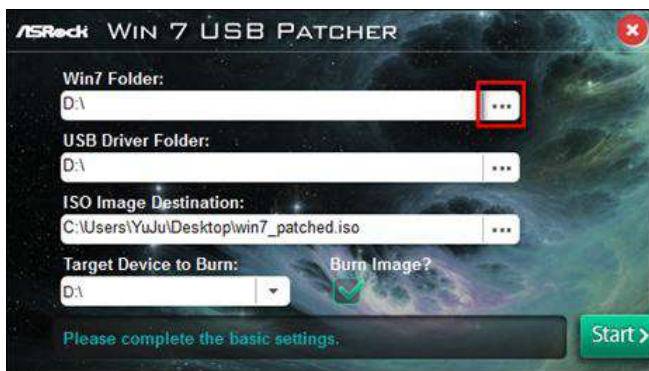 ASRock WIN 7 USB PATCHER
Win7 Folder:
D:\
...
USB Driver Folder:
D:\
...
ISO Image Destination:
C:\Users\YuJu\Desktop\win7_patched.iso
...
Target Device to Burn: Burn Image?
D:\
Please complete the basic settings.
Start >